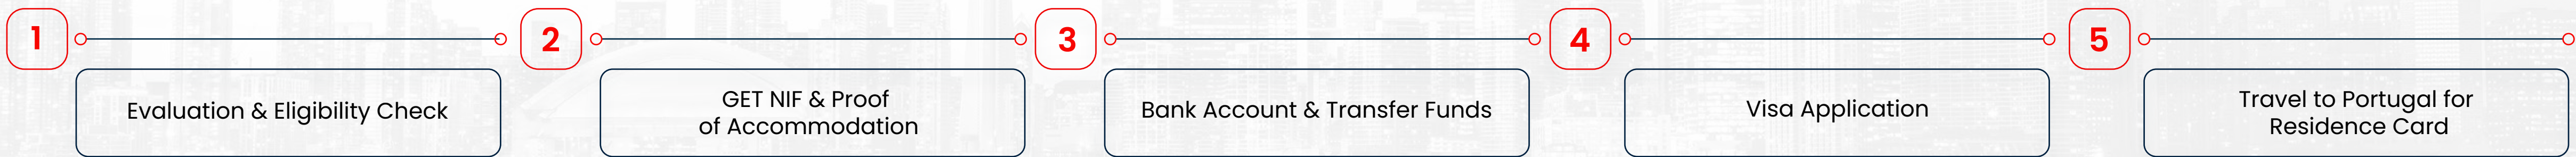 1
Evaluation & Eligibility Check
2
GET NIF & Proof
of Accommodation
3
Bank Account & Transfer Funds
4
Visa Application
5
Travel to Portugal for
Residence Card